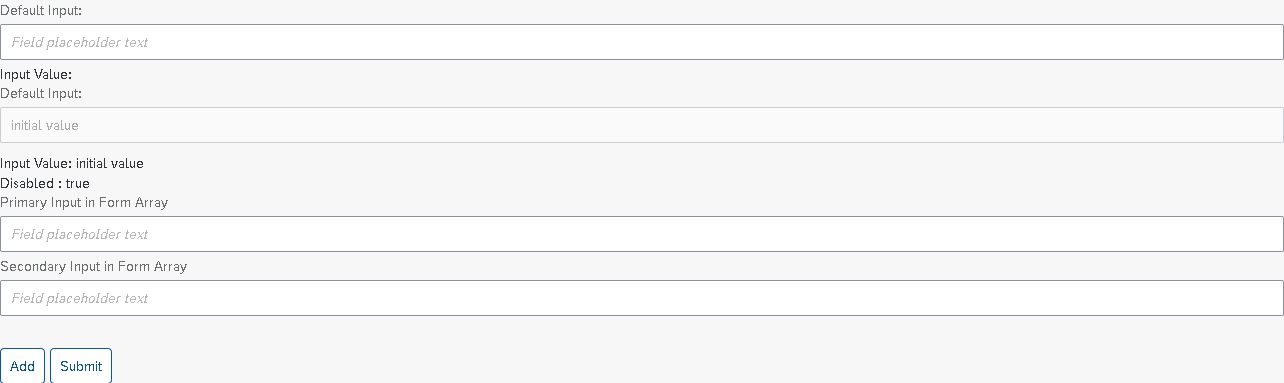 Default Input:
Field placeholder text
Input Value:
Default Input:
initial value
Input Value: initial value
Disabled : true
Primary Input in Form Array
Field placeholder text
Secondary Input in Form Array
Field placeholder text
Add Submit